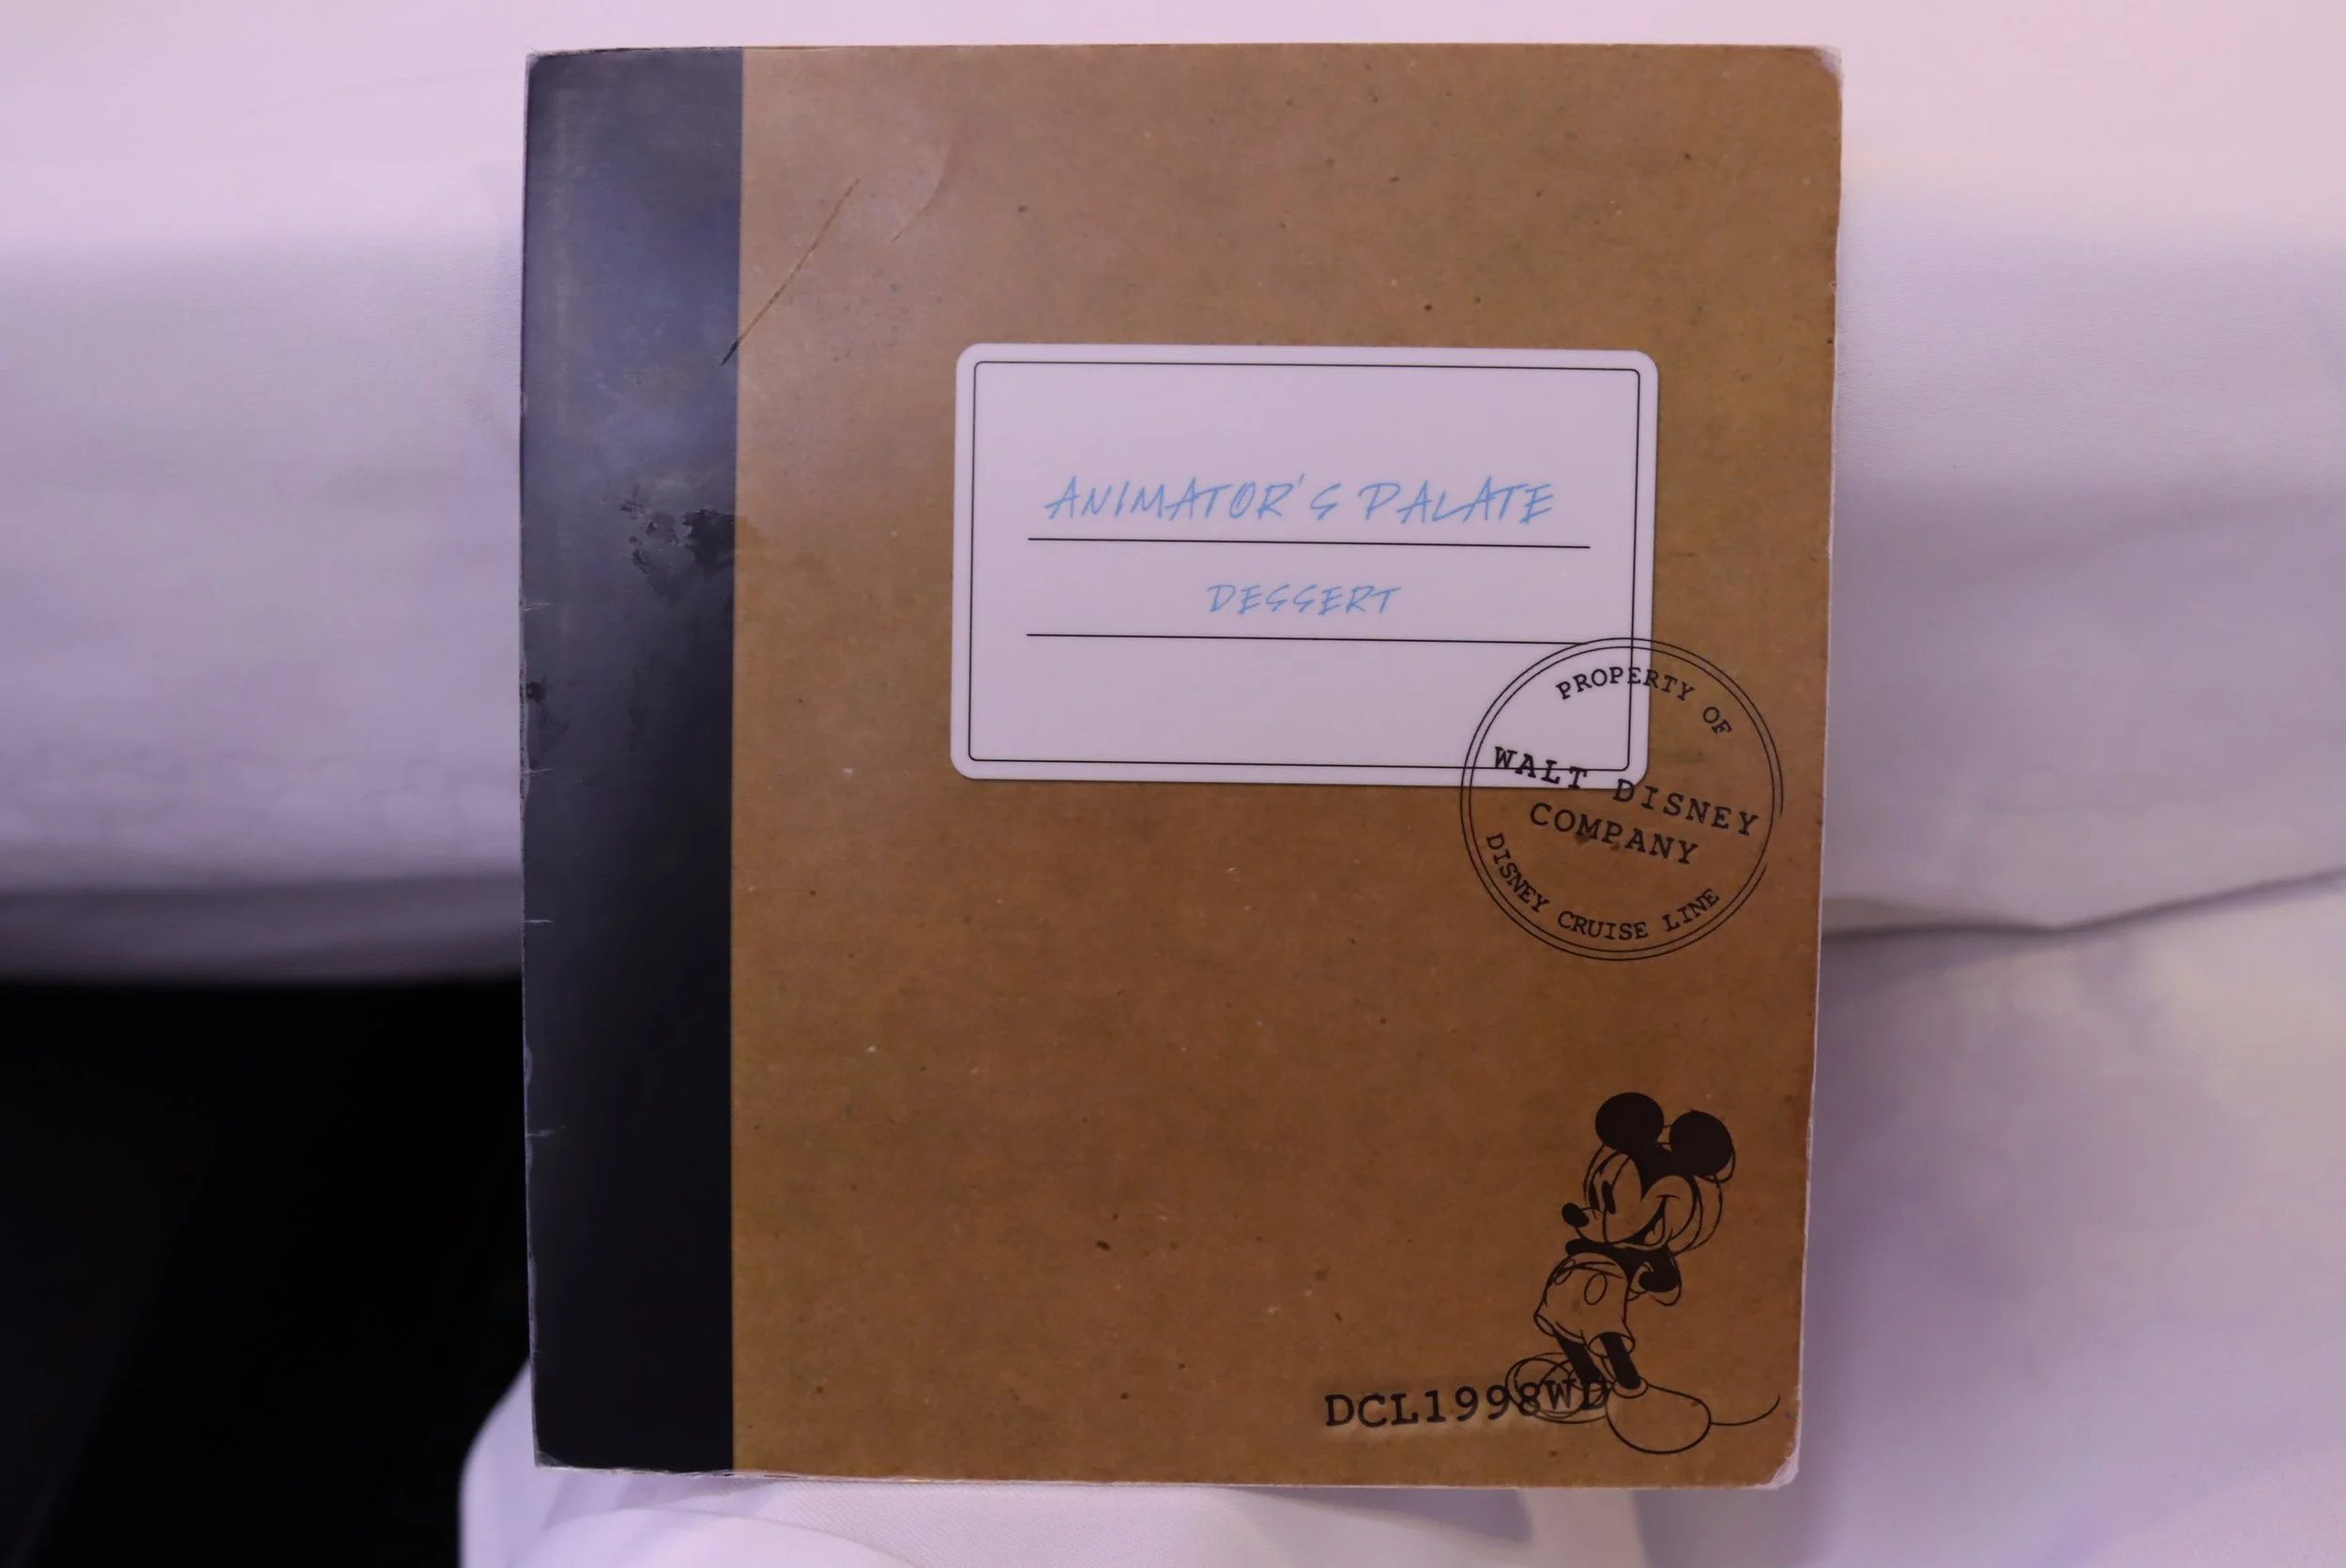 ANIMATOR'S PALATE
DESSERT
PROPERTY OF
WALT DISNEY
COMPANY
DISNEY CRUISE LINE
DCL1998WD